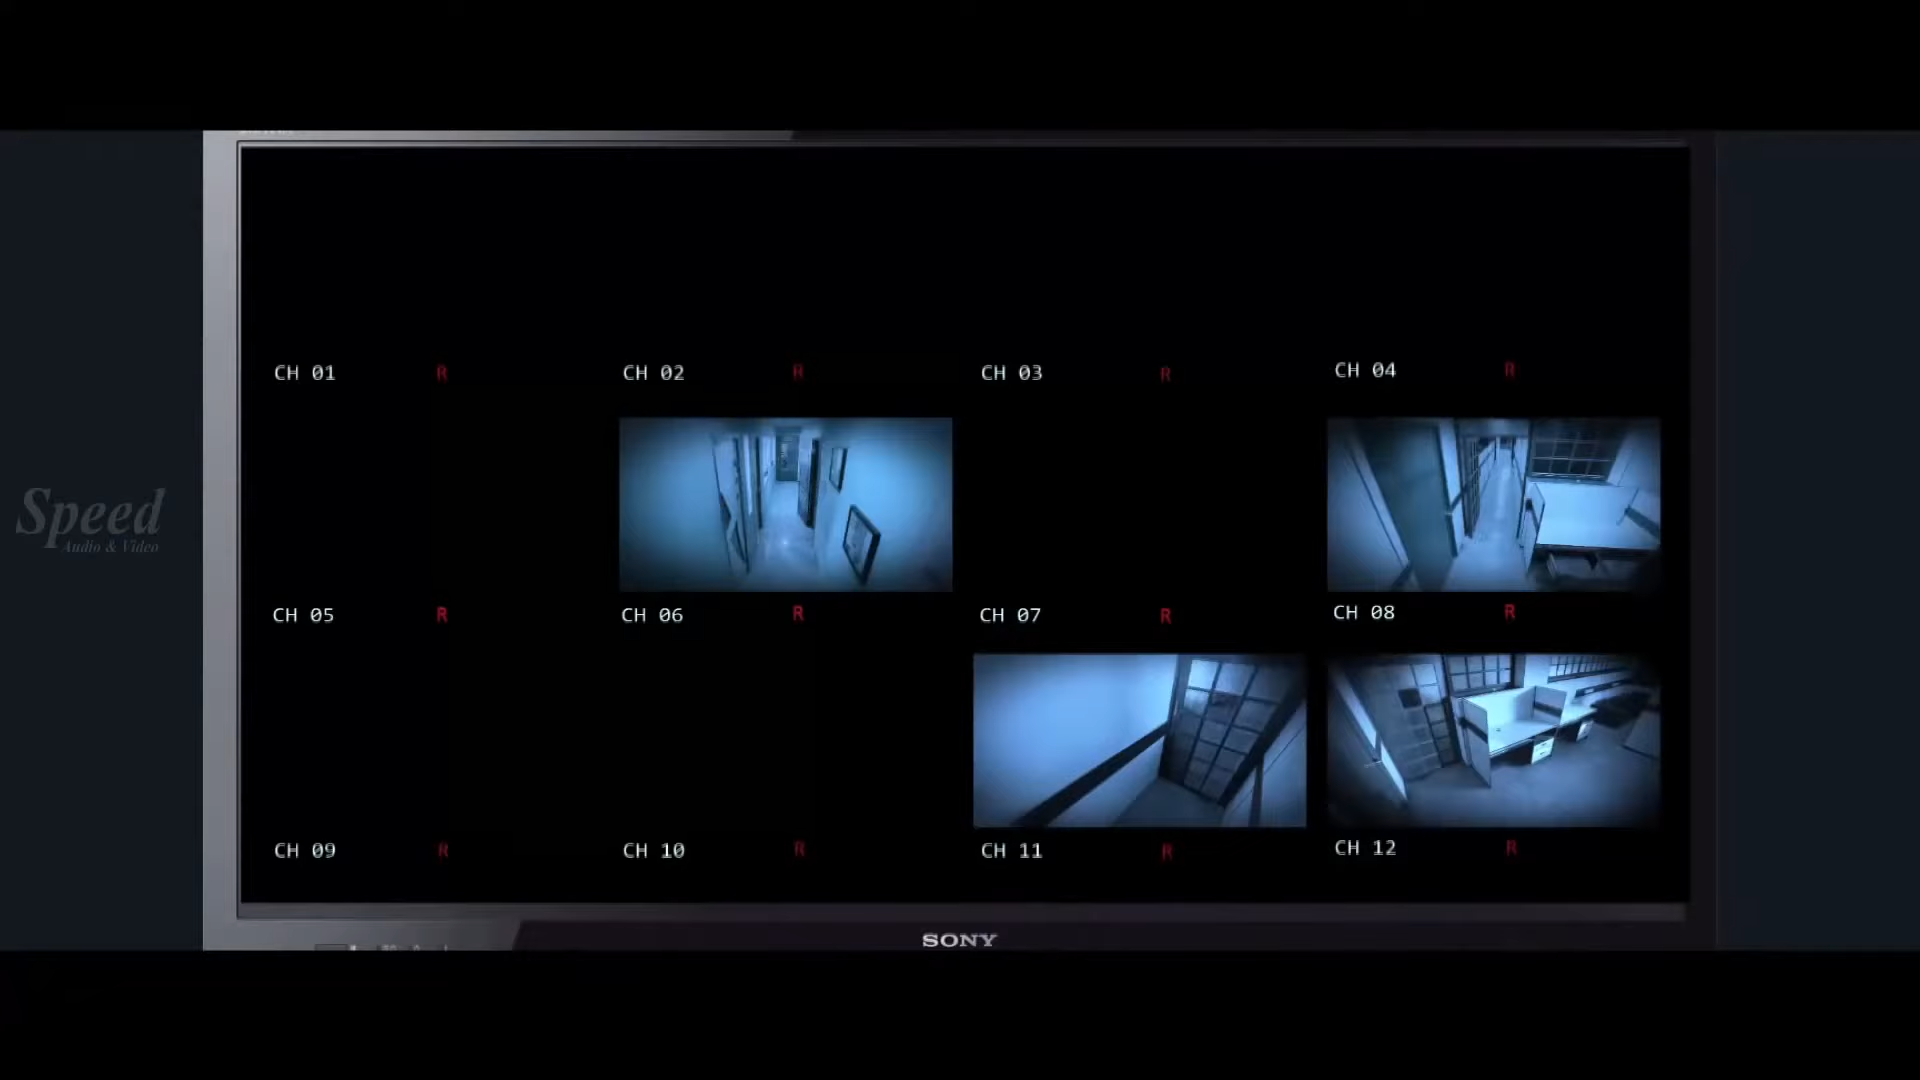 CH 01 R CH 02 R CH 03 R CH 04 R
Speed
Audio & Video
CH 05 R CH 06 R CH 07 R CH 08 R
CH 09 R CH 10 R CH 11 R CH 12 R
SONY